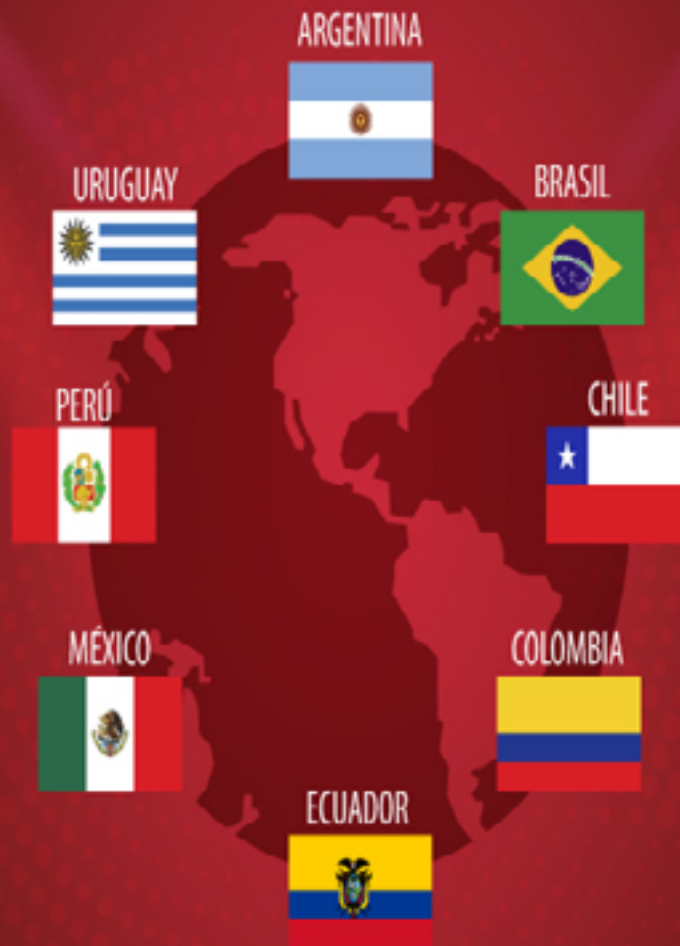 ARGENTINA
URUGUAY
BRASIL
PERÚ
CHILE
MÉXICO
COLOMBIA
ECUADOR